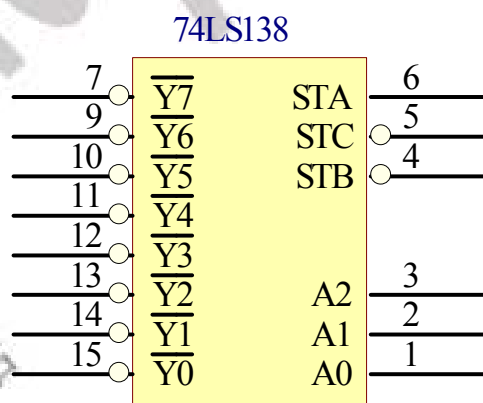 74LS138
7 Y7 STA 6
9 Y6 STC 5
10 Y5 STB 4
11 Y4
12 Y3
13 Y2 A2 3
14 Y1 A1 2
15 Y0 A0 1